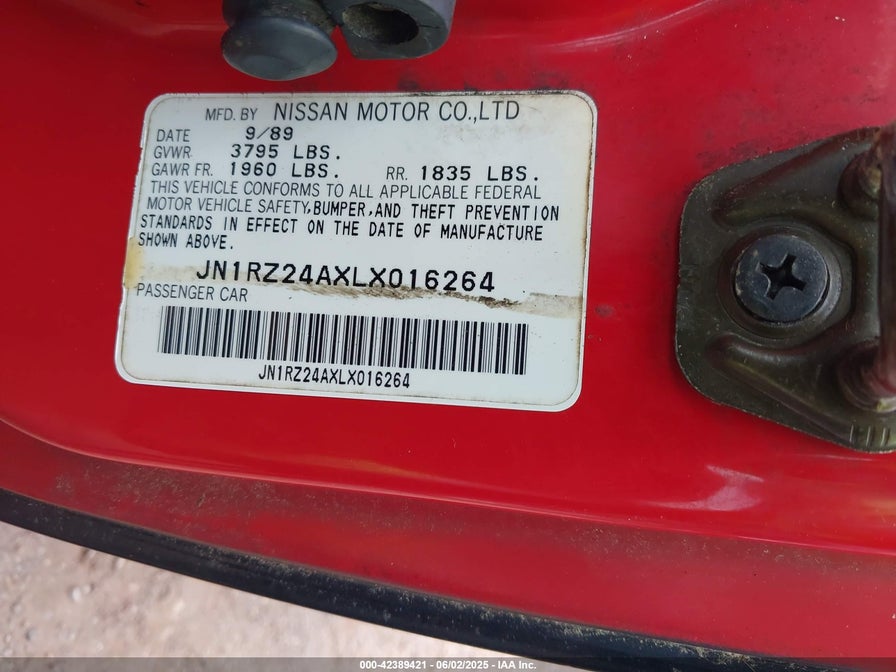 MFD. BY NISSAN MOTOR CO.,LTD
DATE 9/89
GVWR 3795 LBS.
GAWR FR. 1960 LBS. RR. 1835 LBS.
THIS VEHICLE CONFORMS TO ALL APPLICABLE FEDERAL
MOTOR VEHICLE SAFETY, BUMPER, AND THEFT PREVENTION
STANDARDS IN EFFECT ON THE DATE OF MANUFACTURE
SHOWN ABOVE.
JN1RZ24AXLX016264
PASSENGER CAR
JN1RZ24AXLX016264
000-42389421 | 06/02/2025 - IAA Inc.